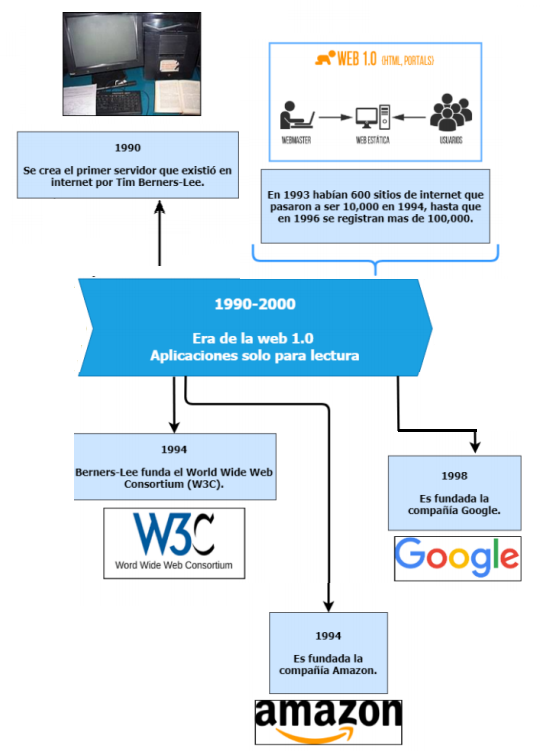 WEB 1.0 (HTML, PORTALS)
WEBMASTER
WEB ESTÁTICA
USUARIOS
1990
Se crea el primer servidor que existió en
internet por Tim Berners-Lee.
En 1993 habían 600 sitios de internet que
pasaron a ser 10,000 en 1994, hasta que
en 1996 se registran mas de 100,000.
1990-2000
Era de la web 1.0
Aplicaciones solo para lectura
1994
Berners-Lee funda el World Wide Web
Consortium (W3C).
W3C
Word Wide Web Consortium
1998
Es fundada la
compañía Google.
Google
1994
Es fundada la
compañía Amazon.
amazon